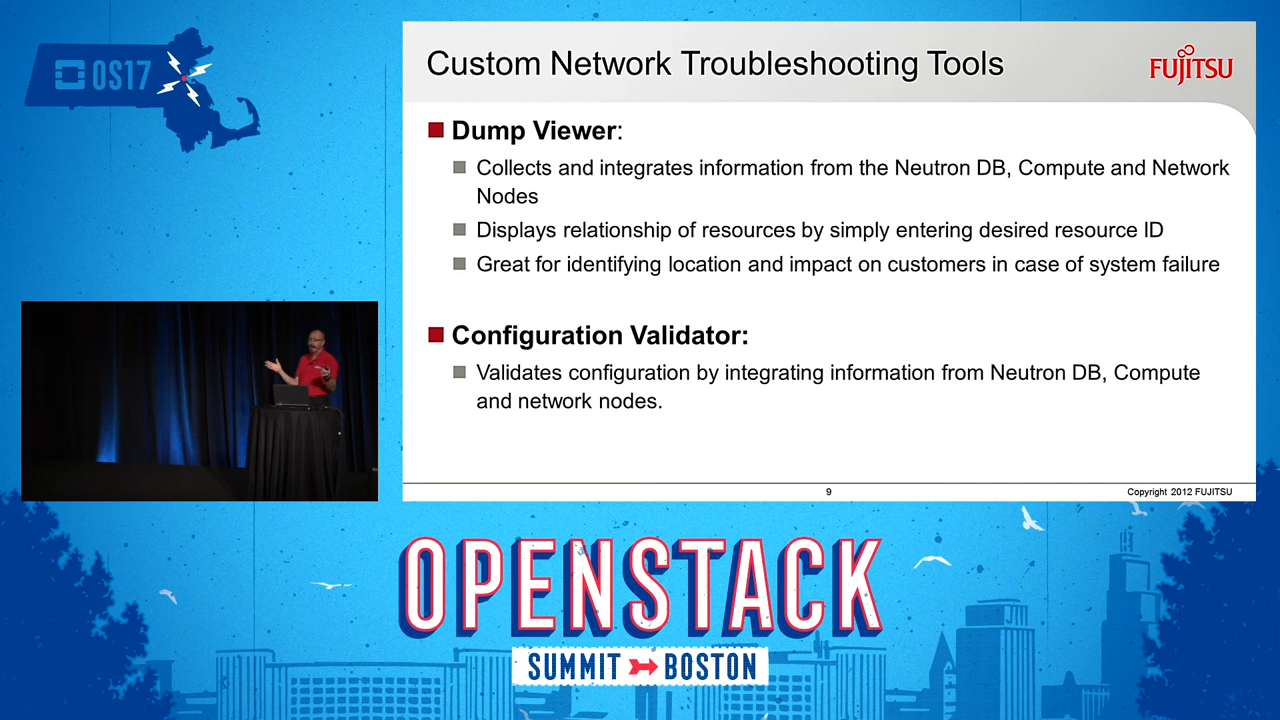 OS17
Custom Network Troubleshooting Tools
FUJITSU
Dump Viewer:
Collects and integrates information from the Neutron DB, Compute and Network
Nodes
Displays relationship of resources by simply entering desired resource ID
Great for identifying location and impact on customers in case of system failure
Configuration Validator:
Validates configuration by integrating information from Neutron DB, Compute
and network nodes.
9
Copyright 2012 FUJITSU
OPENSTACK
SUMMIT BOSTON